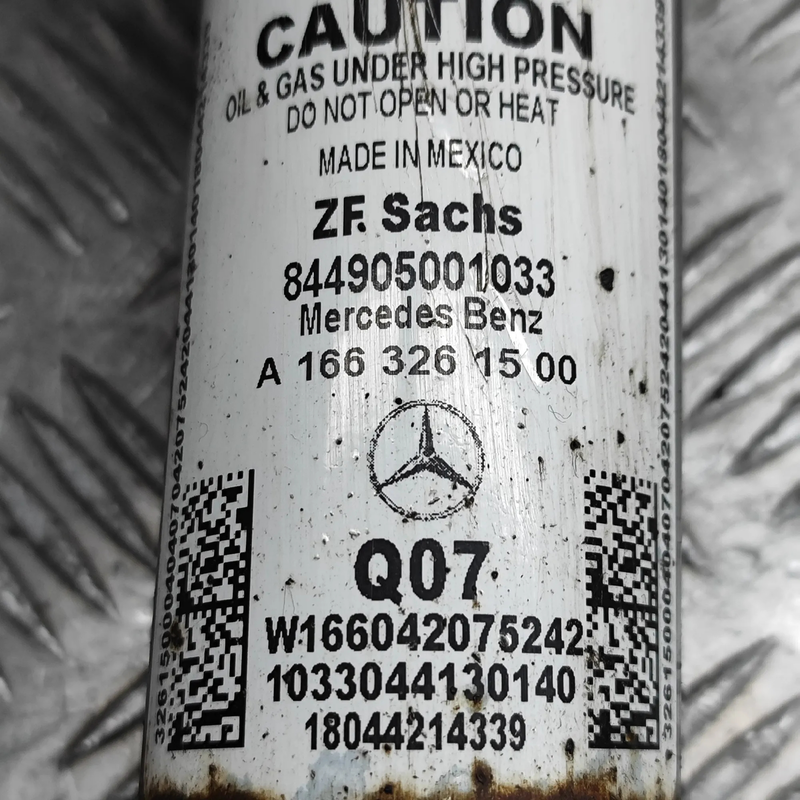 CAUTION
OIL & GAS UNDER HIGH PRESSURE
DO NOT OPEN OR HEAT
MADE IN MEXICO
ZF. Sachs
844905001033
Mercedes Benz
A 166 326 15 00
Q07
W166042075242
1033044130140
18044214339